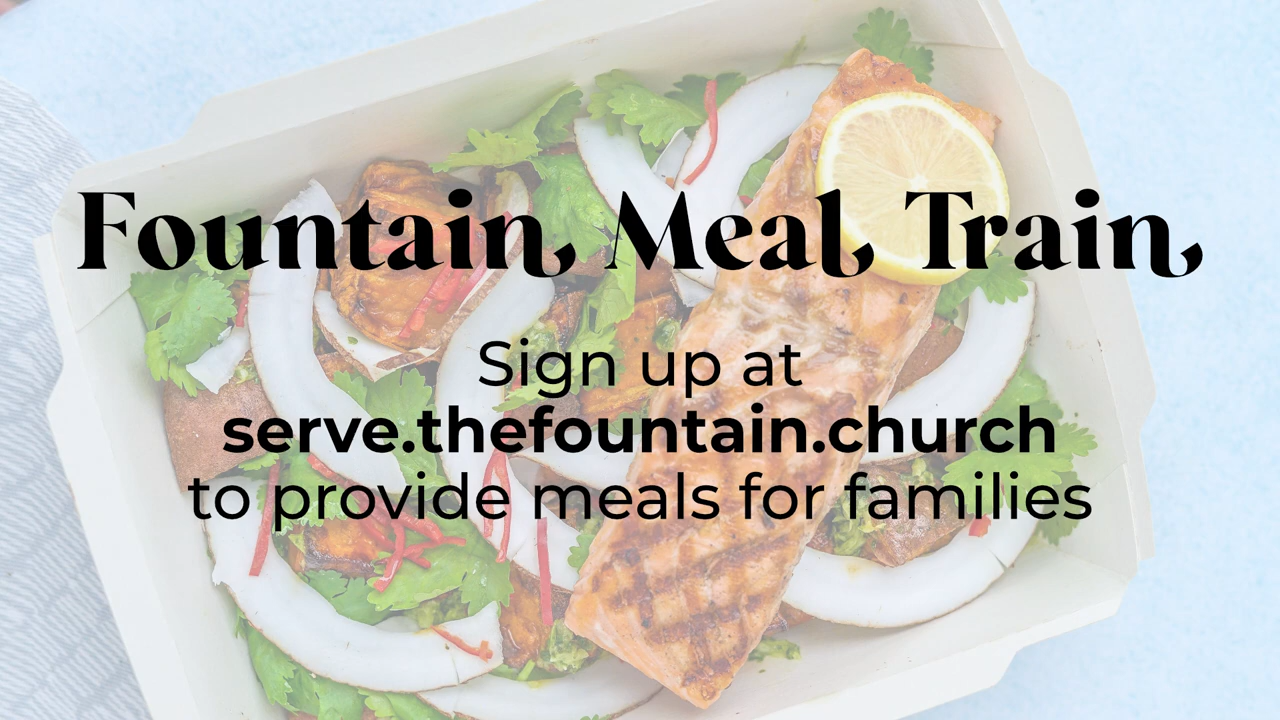 Fountain Meal Train
Sign up at
serve.thefountain.church
to provide meals for families